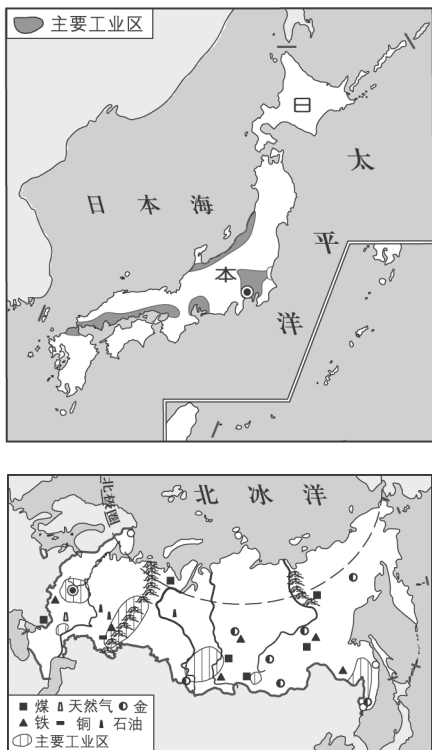 主要工业区
日
太
日本海
平
本
洋
北极圈
北冰洋
煤 天然气 金
铁 铜 石油
主要工业区